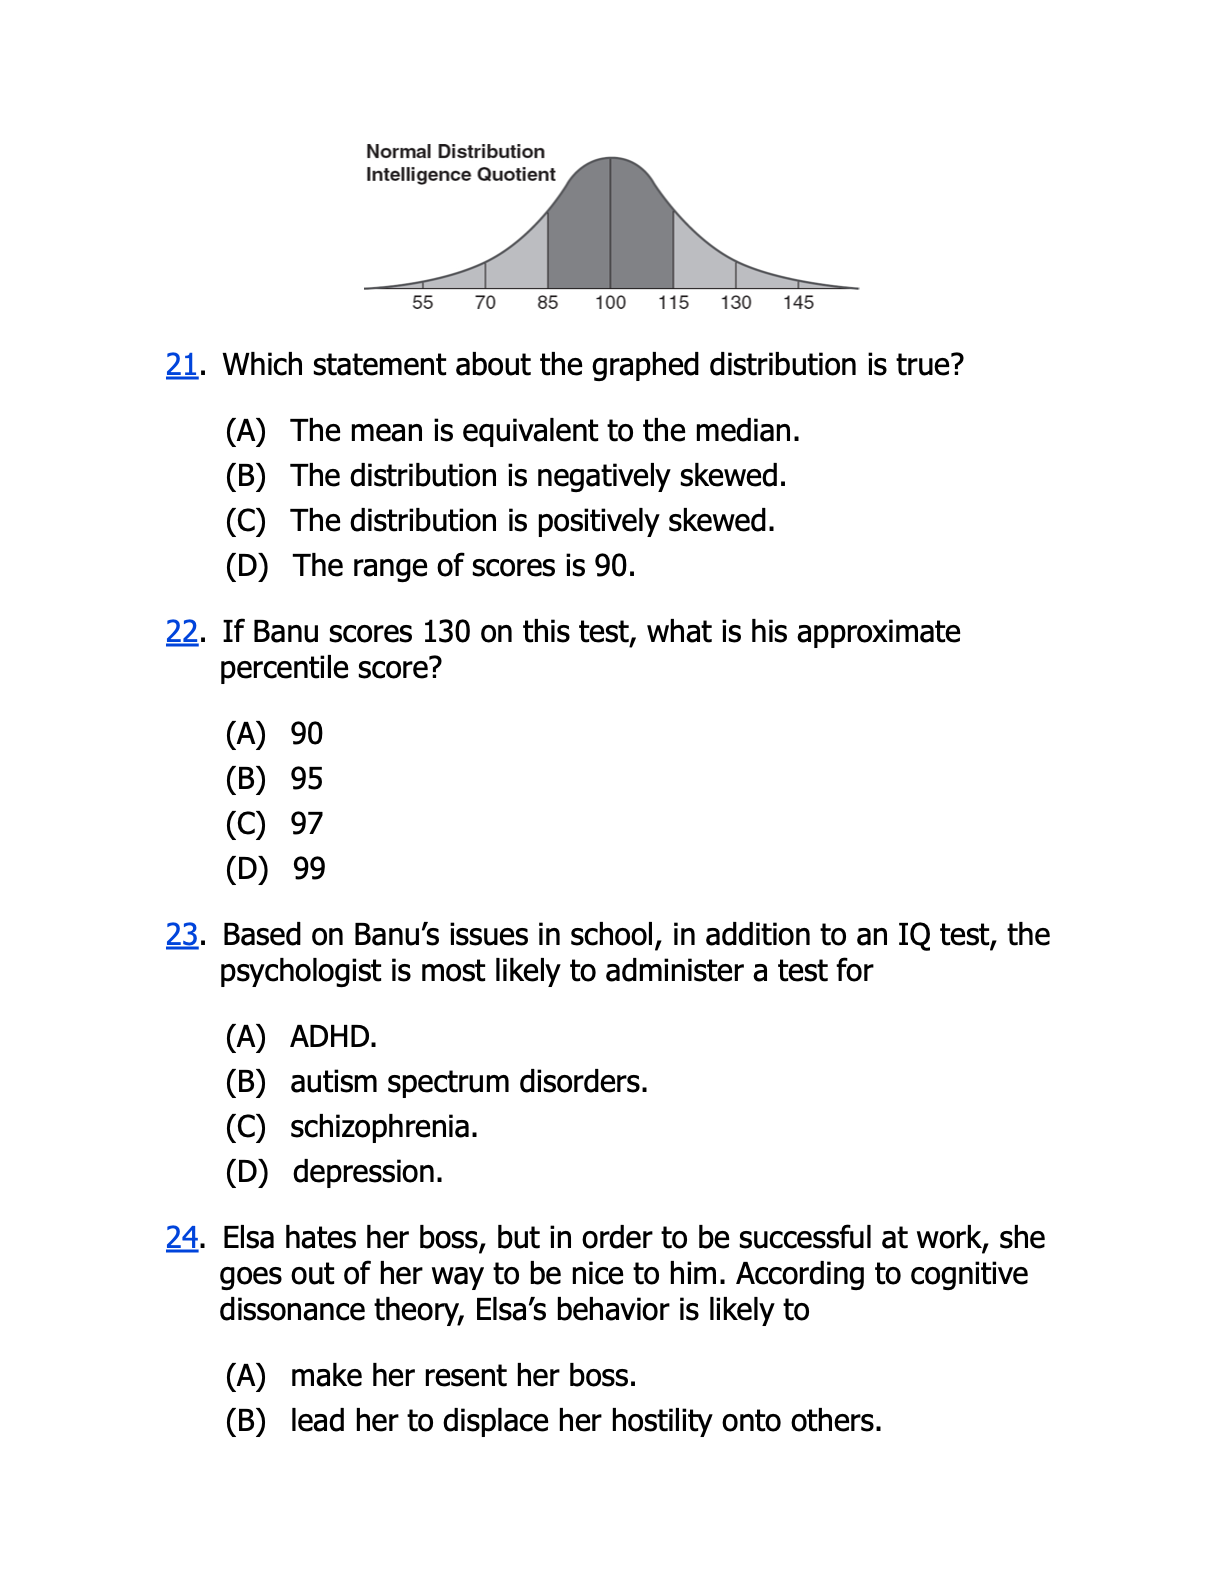 Normal Distribution
Intelligence Quotient
55 70 85 100 115 130 145
21. Which statement about the graphed distribution is true?
(A) The mean is equivalent to the median.
(B) The distribution is negatively skewed.
(C) The distribution is positively skewed.
(D) The range of scores is 90.
22. If Banu scores 130 on this test, what is his approximate
percentile score?
(A) 90
(B) 95
(C) 97
(D) 99
23. Based on Banu’s issues in school, in addition to an IQ test, the
psychologist is most likely to administer a test for
(A) ADHD.
(B) autism spectrum disorders.
(C) schizophrenia.
(D) depression.
24. Elsa hates her boss, but in order to be successful at work, she
goes out of her way to be nice to him. According to cognitive
dissonance theory, Elsa’s behavior is likely to
(A) make her resent her boss.
(B) lead her to displace her hostility onto others.